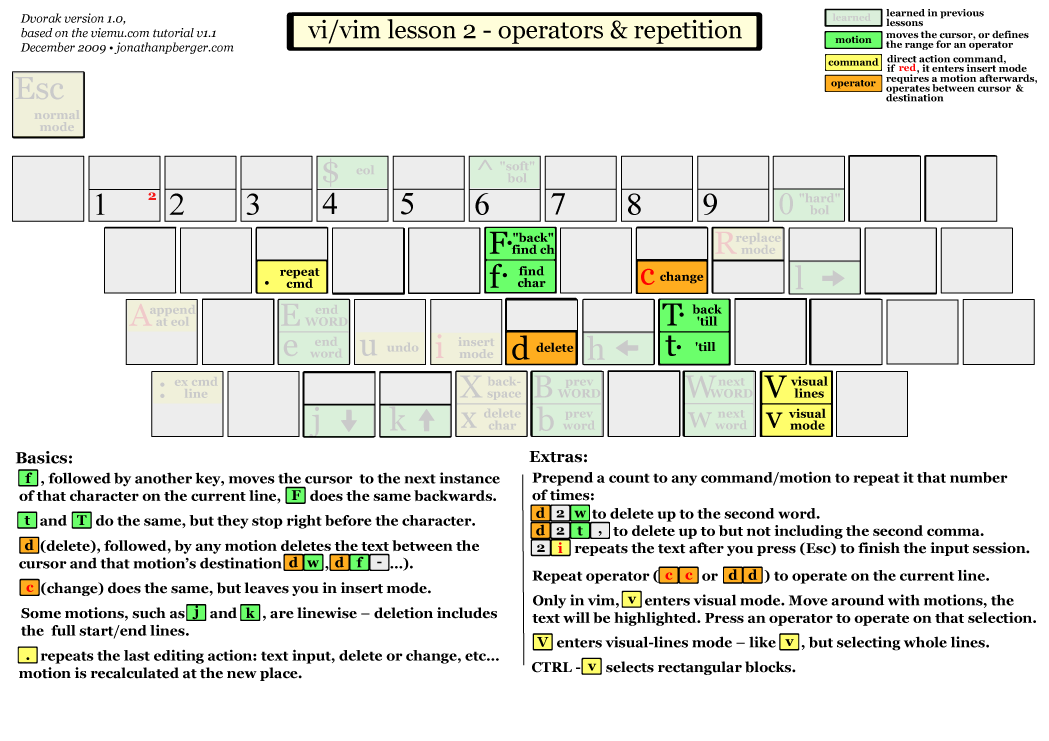 Dvorak version 1.0,
based on the viemu.com tutorial v1.1
December 2009 • jonathanpberger.com
vi/vim lesson 2 - operators & repetition
learned
learned in previous
lessons
motion
moves the cursor, or defines
the range for an operator
command
direct action command,
if red, it enters insert mode
operator
requires a motion afterwards,
operates between cursor &
destination
Esc
normal
mode
1 2
2
3
$ eol
4
5
^ "soft"
bol
6
7
8
9
0 "hard"
bol
. repeat
cmd
F· "back"
find ch
f· find
char
c change
R replace
mode
l
A append
at eol
E end
WORD
e end
word
u undo
i insert
mode
d delete
h
T· back
'till
t· 'till
: ex cmd
line
j
k
X back-
space
x delete
char
B prev
WORD
b prev
word
W next
WORD
w next
word
V visual
lines
v visual
mode
Basics:
f , followed by another key, moves the cursor to the next instance
of that character on the current line, F does the same backwards.
t and T do the same, but they stop right before the character.
d (delete), followed, by any motion deletes the text between the
cursor and that motion's destination d w , d f - ...).
c (change) does the same, but leaves you in insert mode.
Some motions, such as j and k , are linewise – deletion includes
the full start/end lines.
. repeats the last editing action: text input, delete or change, etc...
motion is recalculated at the new place.
Extras:
Prepend a count to any command/motion to repeat it that number
of times:
d 2 w to delete up to the second word.
d 2 t , to delete up to but not including the second comma.
2 i repeats the text after you press (Esc) to finish the input session.
Repeat operator ( c c or d d ) to operate on the current line.
Only in vim, v enters visual mode. Move around with motions, the
text will be highlighted. Press an operator to operate on that selection.
V enters visual-lines mode – like v , but selecting whole lines.
CTRL - v selects rectangular blocks.